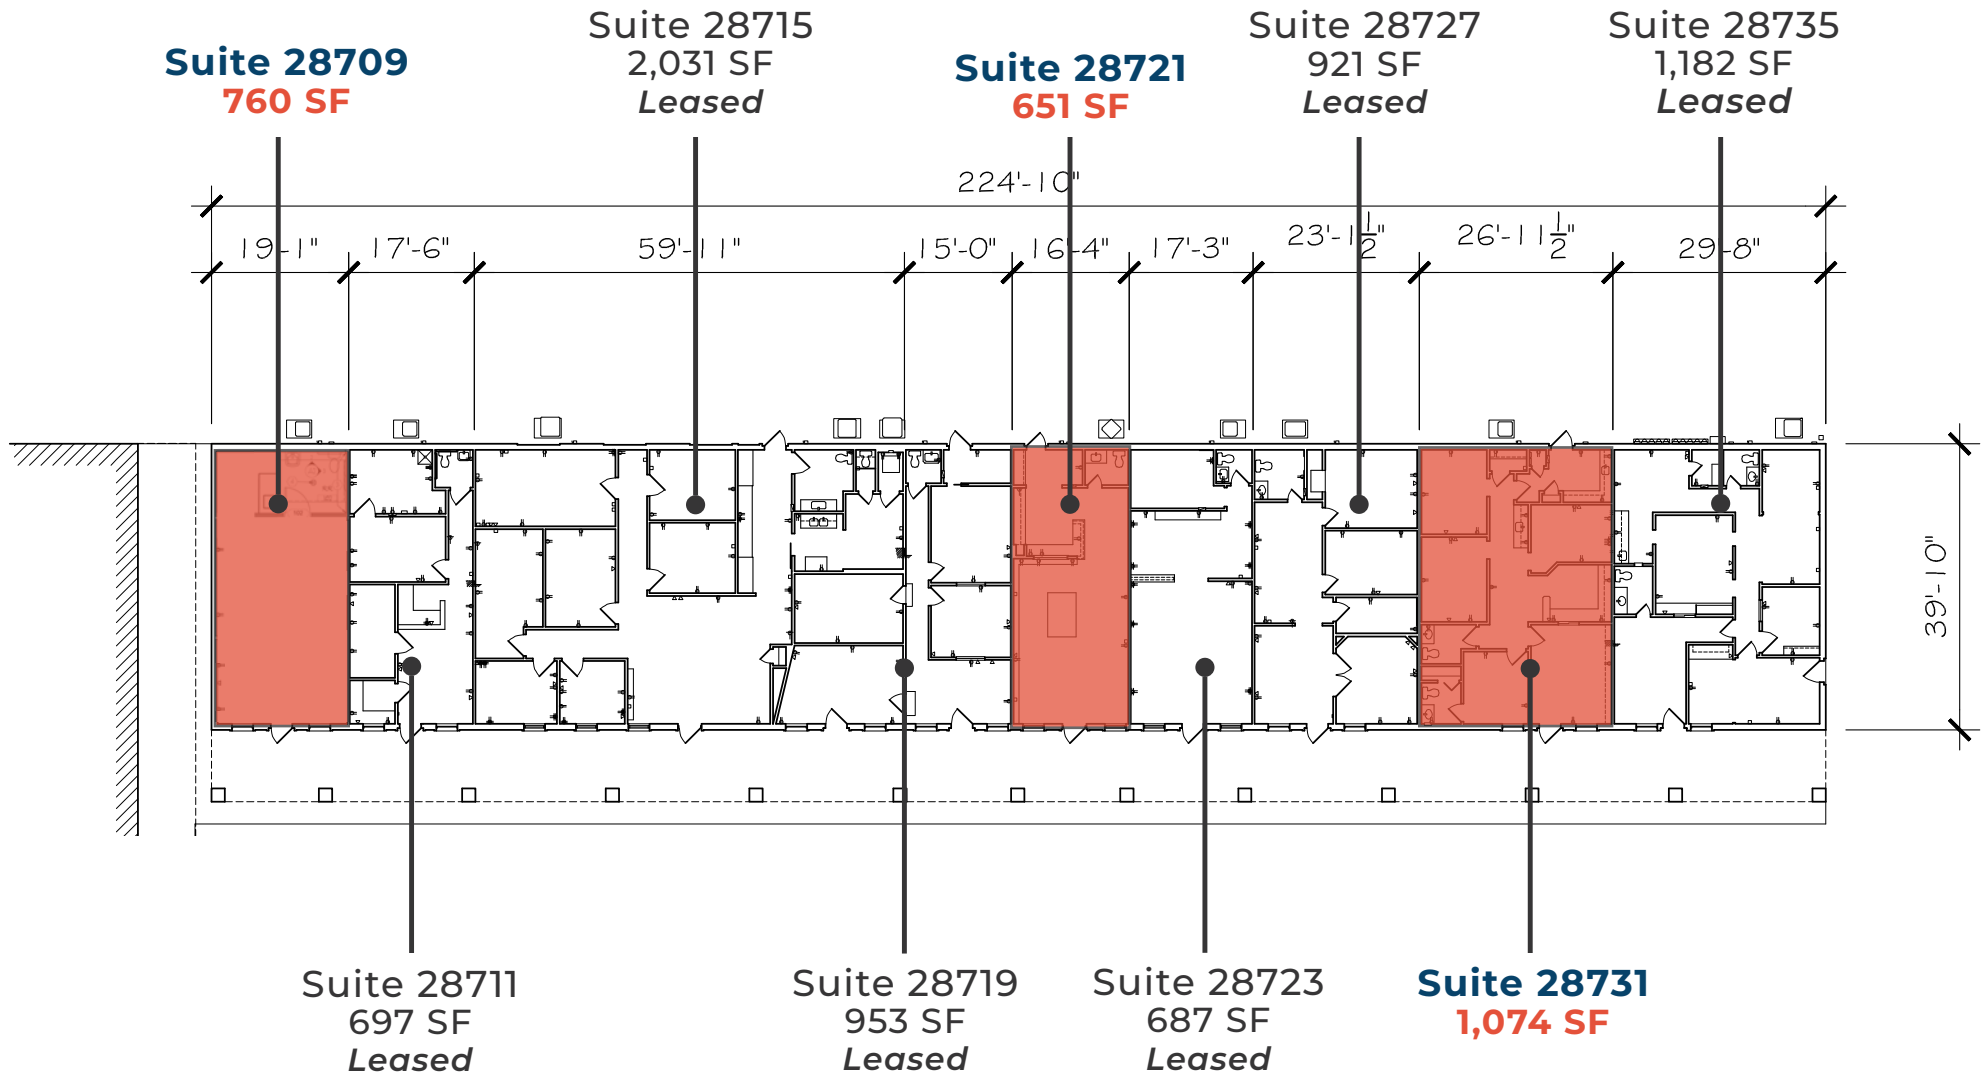 Suite 28709
760 SF
Suite 28715
2,031 SF
Leased
Suite 28721
651 SF
Suite 28727
921 SF
Leased
Suite 28735
1,182 SF
Leased
224'-10"
19'-1"
17'-6"
59'-11"
15'-0"
16'-4"
17'-3"
23'-1 1/2"
26'-11 1/2"
29'-8"
39'-10"
Suite 28711
697 SF
Leased
Suite 28719
953 SF
Leased
Suite 28723
687 SF
Leased
Suite 28731
1,074 SF